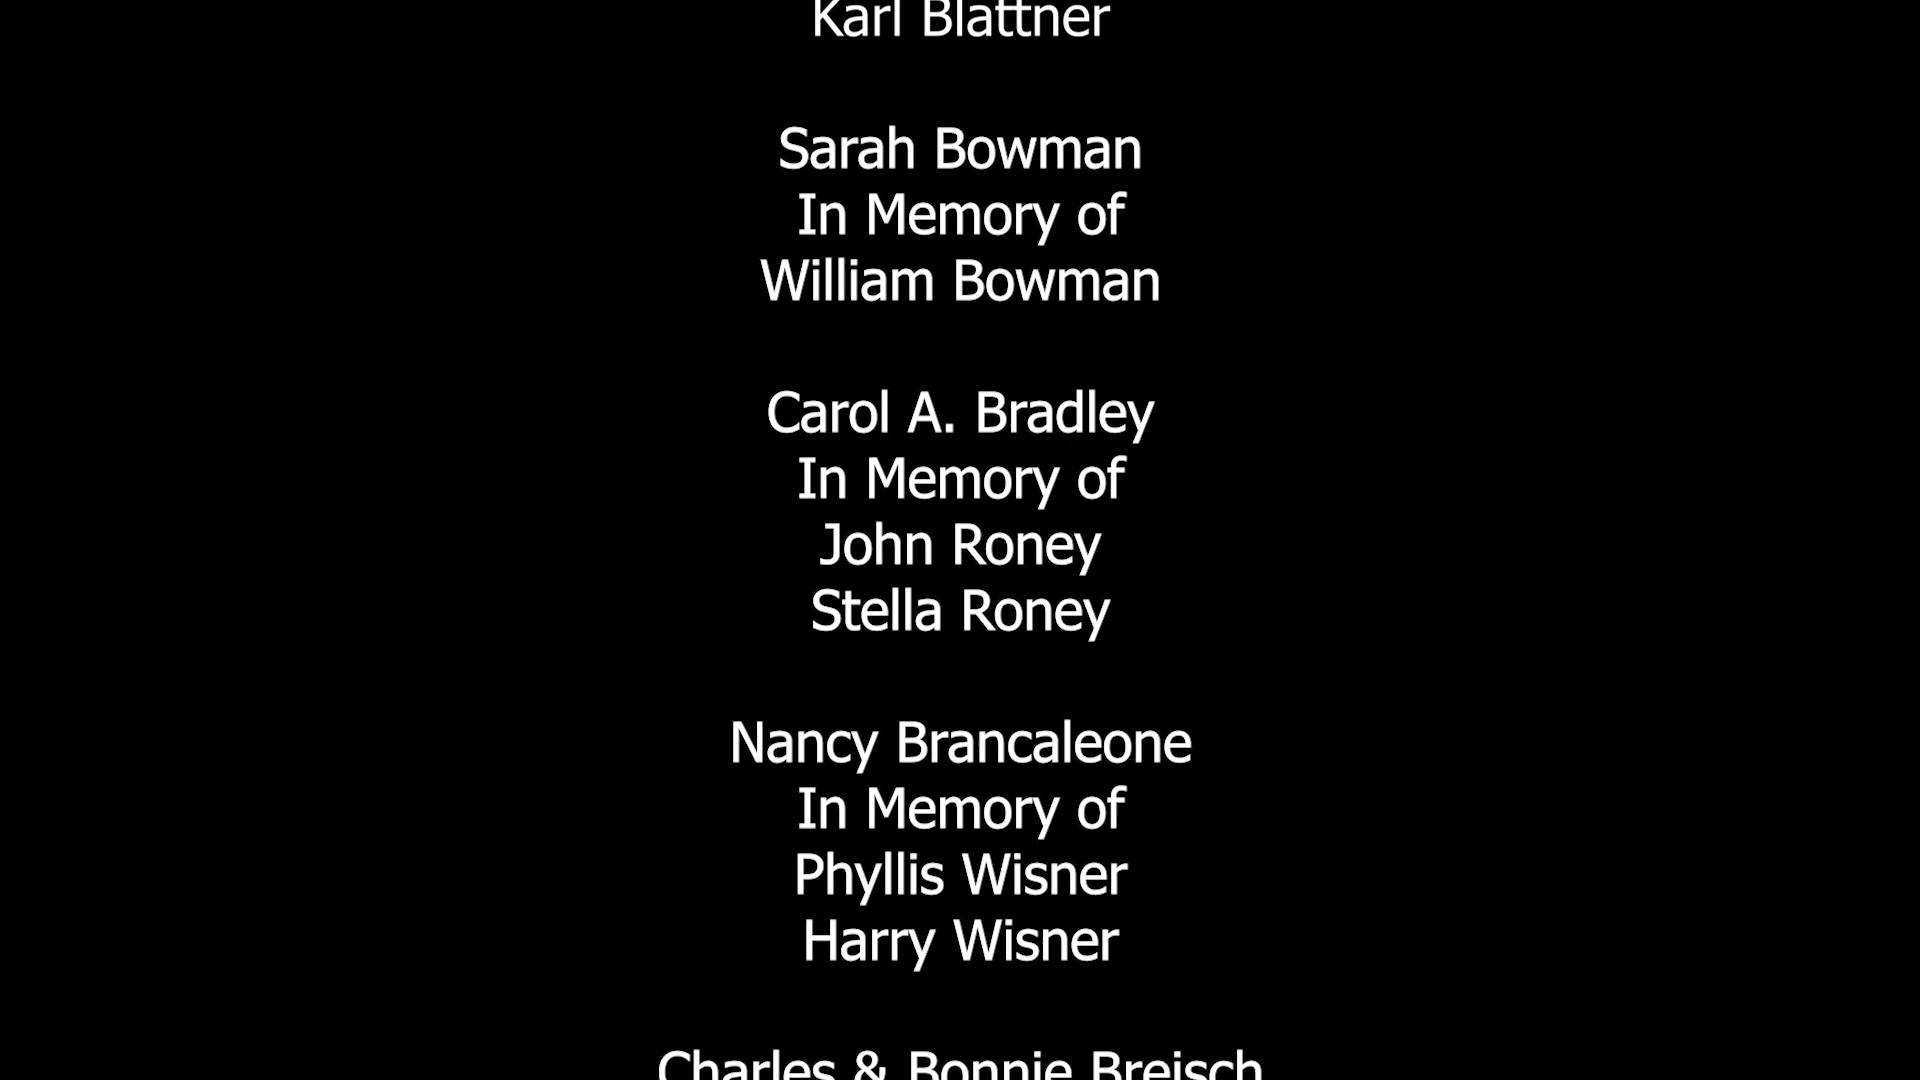 Karl Blattner
Sarah Bowman
In Memory of
William Bowman
Carol A. Bradley
In Memory of
John Roney
Stella Roney
Nancy Brancaleone
In Memory of
Phyllis Wisner
Harry Wisner
Charles & Bonnie Breisch